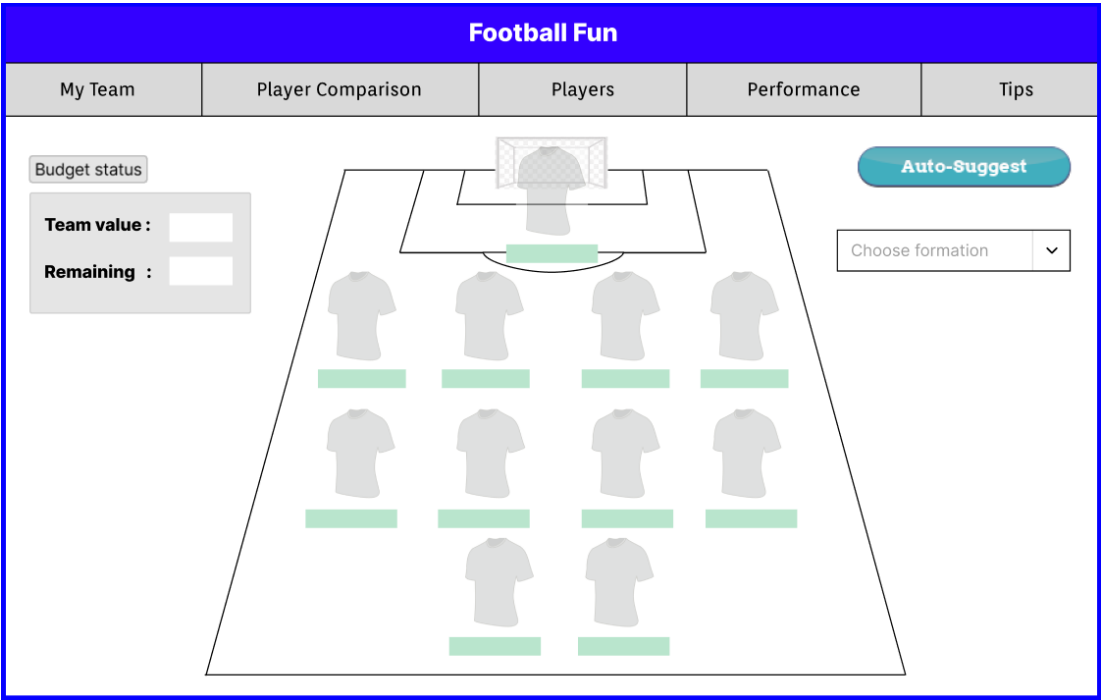 Football Fun
My Team
Player Comparison
Players
Performance
Tips
Budget status
Team value :
Remaining :
Auto-Suggest
Choose formation